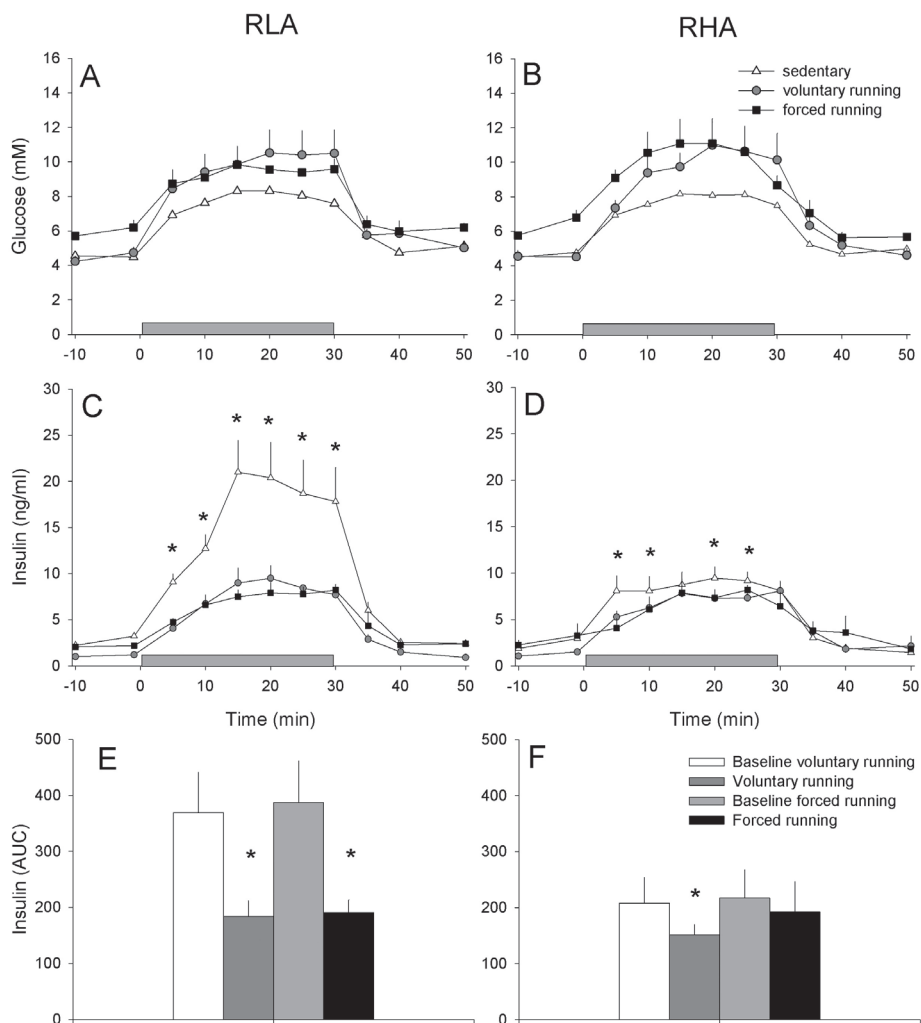 RLA
RHA
A
16
14
12
10
8
6
4
2
0
Glucose (mM)
-10 0 10 20 30 40 50
B
16
14
12
10
8
6
4
2
0
sedentary
voluntary running
forced running
-10 0 10 20 30 40 50
C
30
25
20
15
10
5
0
Insulin (ng/ml)
* * * * * *
-10 0 10 20 30 40 50
Time (min)
D
30
25
20
15
10
5
0
* * * *
-10 0 10 20 30 40 50
Time (min)
E
500
400
300
200
100
0
Insulin (AUC)
* *
F
500
400
300
200
100
0
Baseline voluntary running
Voluntary running
Baseline forced running
Forced running
*